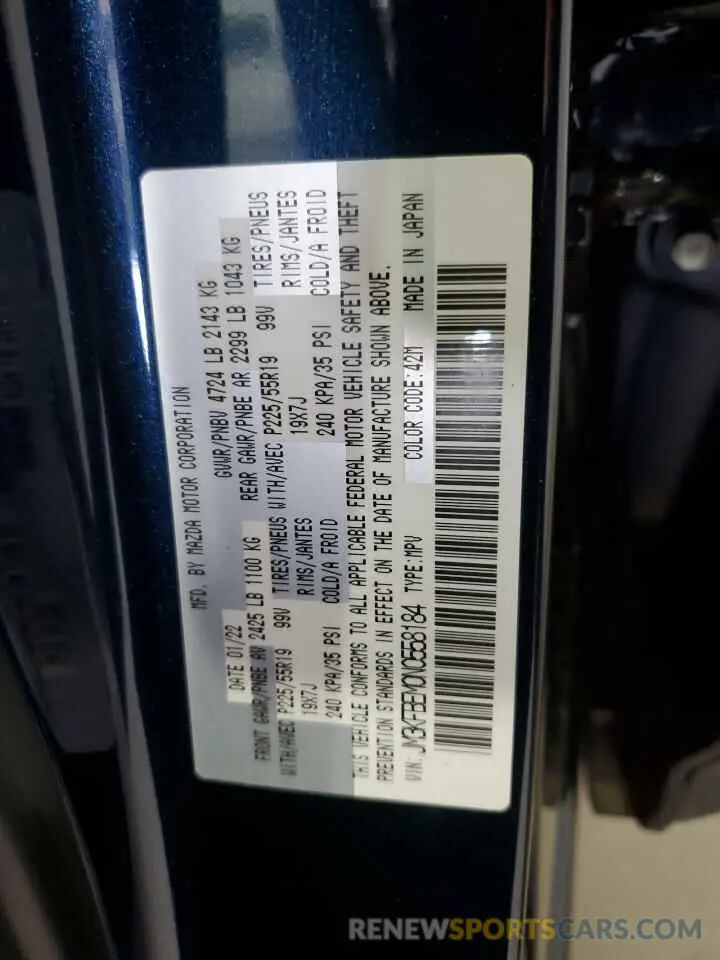 MFD. BY MAZDA MOTOR CORPORATION
DATE 01/22 GVWR/PNBV 4724 LB 2143 KG
FRONT GAWR/PNBE AV 2425 LB 1100 KG REAR GAWR/PNBE AR 2299 LB 1043 KG
WITH/AVEC P225/55R19 99V TIRES/PNEUS WITH/AVEC P225/55R19 99V TIRES/PNEUS
19X7J RIMS/JANTES 19X7J RIMS/JANTES
240 KPA/35 PSI COLD/A FROID 240 KPA/35 PSI COLD/A FROID
THIS VEHICLE CONFORMS TO ALL APPLICABLE FEDERAL MOTOR VEHICLE SAFETY AND THEFT
PREVENTION STANDARDS IN EFFECT ON THE DATE OF MANUFACTURE SHOWN ABOVE.
VIN: JM3KFBEM0N0558184 TYPE:MPV COLOR CODE:42M MADE IN JAPAN
RENEWSPORTSCARS.COM